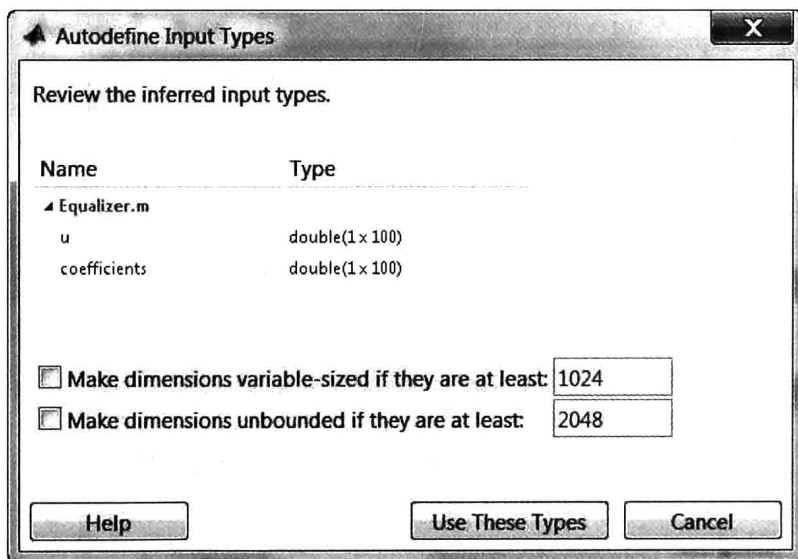 Autodefine Input Types
X
Review the inferred input types.
Name Type
Equalizer.m
u double(1 x 100)
coefficients double(1 x 100)
Make dimensions variable-sized if they are at least: 1024
Make dimensions unbounded if they are at least: 2048
Help Use These Types Cancel